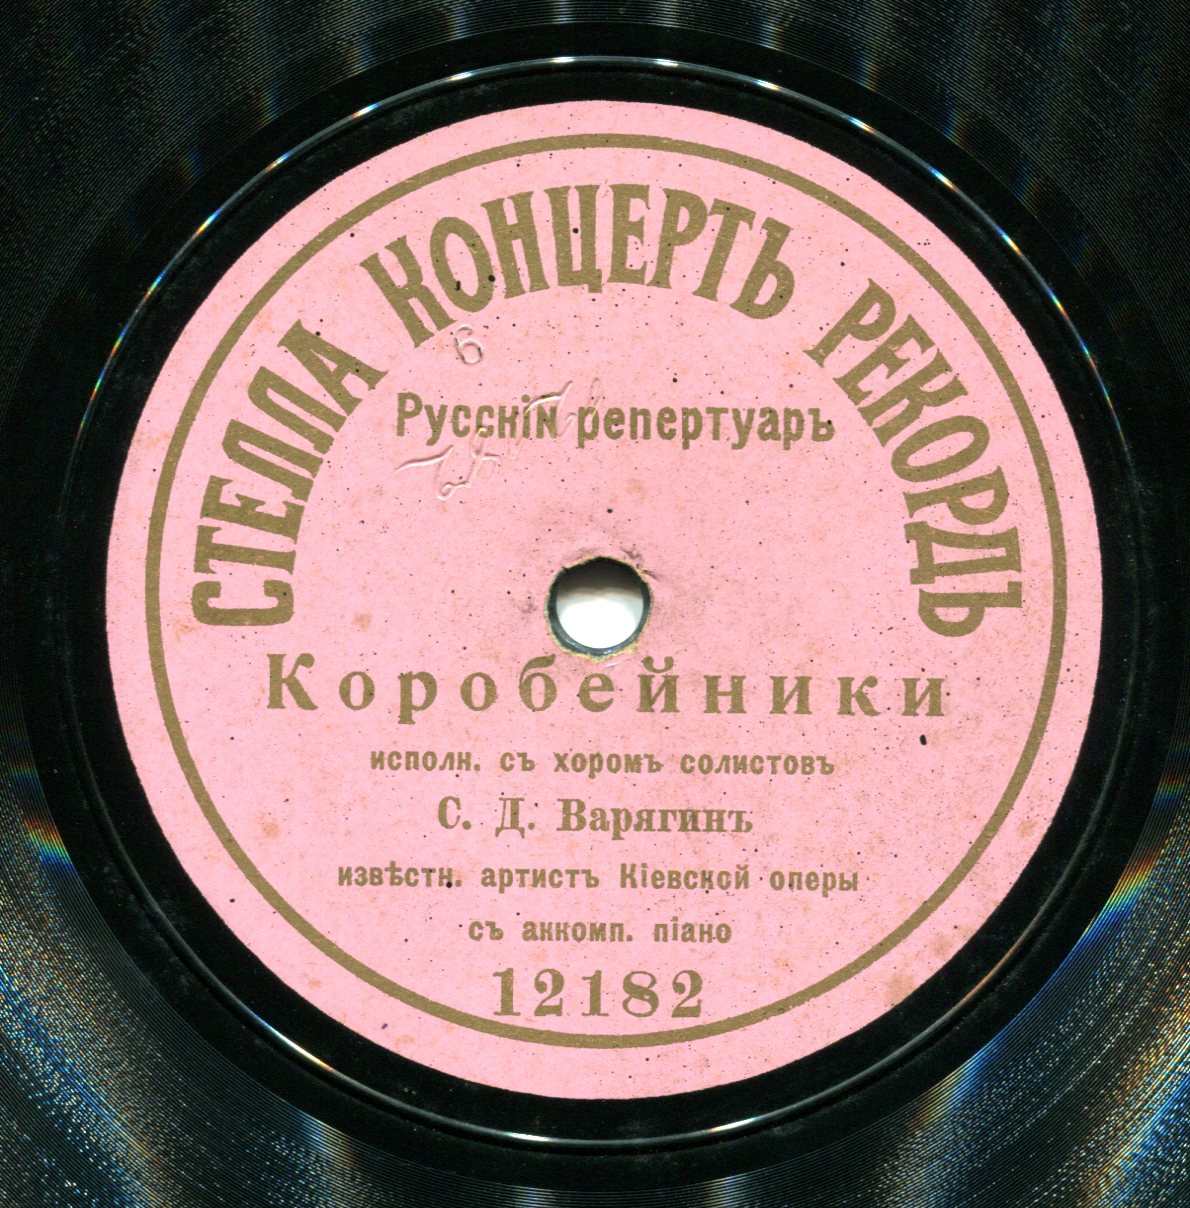 СТЕЛЛА КОНЦЕРТЪ РЕКОРДЪ
6
Русскiй репертуаръ
Коробейники
исполн. съ хоромъ солистовъ
С. Д. Варягинъ
извѣстн. артистъ Кiевской оперы
съ аккомп. пiано
12182